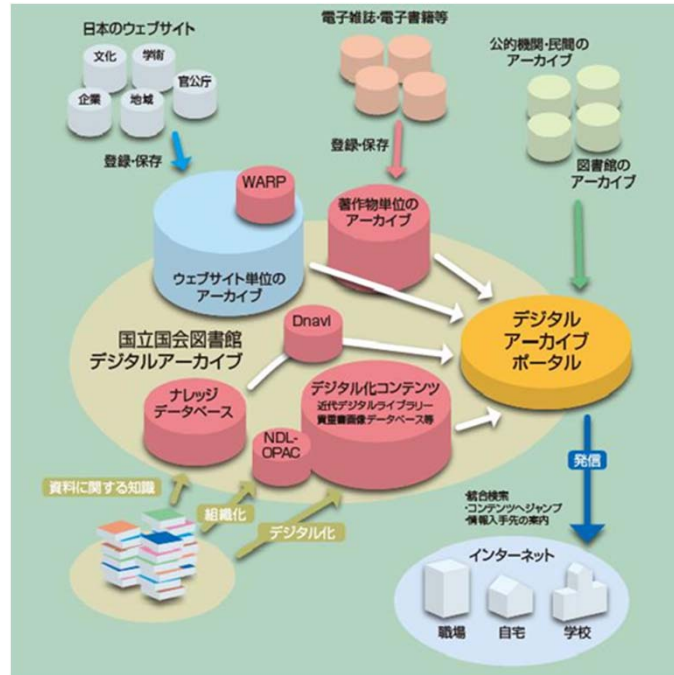 日本のウェブサイト
文化
学術
官公庁
企業
地域
登録・保存
電子雑誌・電子書籍等
登録・保存
公的機関・民間の
アーカイブ
図書館の
アーカイブ
WARP
ウェブサイト単位の
アーカイブ
著作物単位の
アーカイブ
国立国会図書館
デジタルアーカイブ
Dnavi
デジタル
アーカイブ
ポータル
ナレッジ
データベース
デジタル化コンテンツ
近代デジタルライブラリー
貴重書画像データベース等
NDL-
OPAC
資料に関する知識
組織化
デジタル化
発信
・統合検索
・コンテンツへジャンプ
・情報入手先の案内
インターネット
職場
自宅
学校